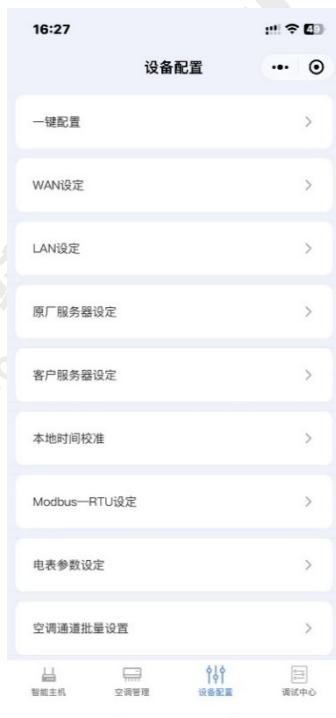 16:27
设备配置
一键配置
WAN设定
LAN设定
原厂服务器设定
客户服务器设定
本地时间校准
Modbus—RTU设定
电表参数设定
空调通道批量设置
智能主机 空调管理 设备配置 调试中心